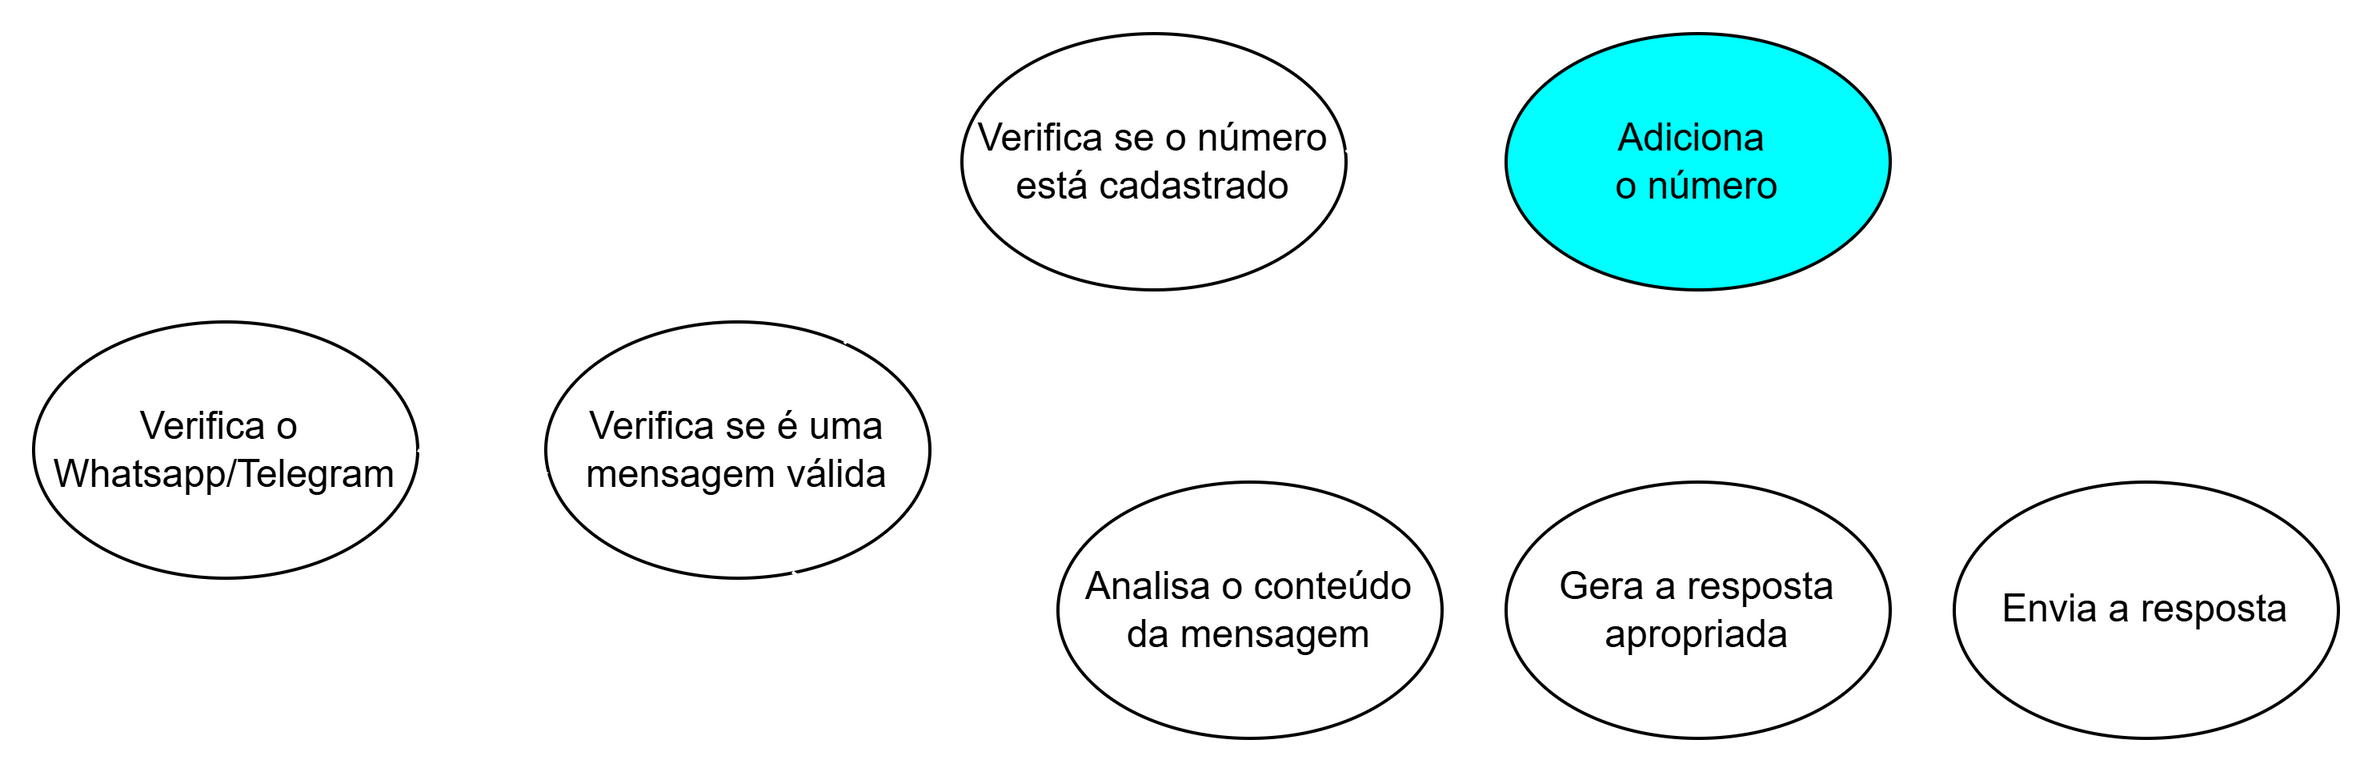 Verifica se o número
está cadastrado
Adiciona
o número
Verifica o
Whatsapp/Telegram
Verifica se é uma
mensagem válida
Analisa o conteúdo
da mensagem
Gera a resposta
apropriada
Envia a resposta